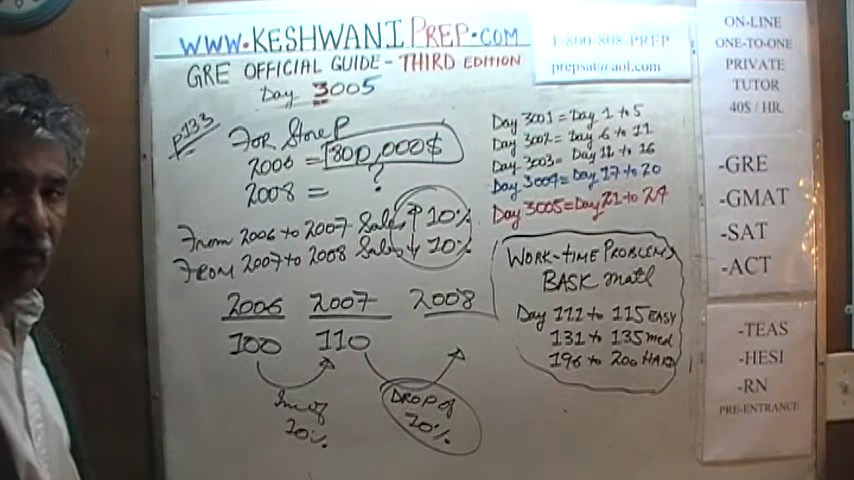 WWW.KESHWANIPREP.COM
GRE OFFICIAL GUIDE - THIRD EDITION
Day 3005
P133
For Store P
2006 = 800,000$
2008 = ?
From 2006 to 2007 Sales ↑ 10%
From 2007 to 2008 Sales ↓ 10%
2006 2007 2008
100 110
Inc of
10%
DROP of
10%
Day 3001 = Day 1 to 5
Day 3002 = Day 6 to 11
Day 3003 = Day 11 to 16
Day 3004 = Day 17 to 20
Day 3005 = Day 21 to 24
WORK-TIME PROBLEMS
BASIC math
Day 111 to 115 EASY
131 to 135 med
196 to 200 HARD
1-800-808-PREP
prepsat@aol.com
ON-LINE
ONE-TO-ONE
PRIVATE
TUTOR
40$ / HR.
-GRE
-GMAT
-SAT
-ACT
-TEAS
-HESI
-RN
PRE-ENTRANCE